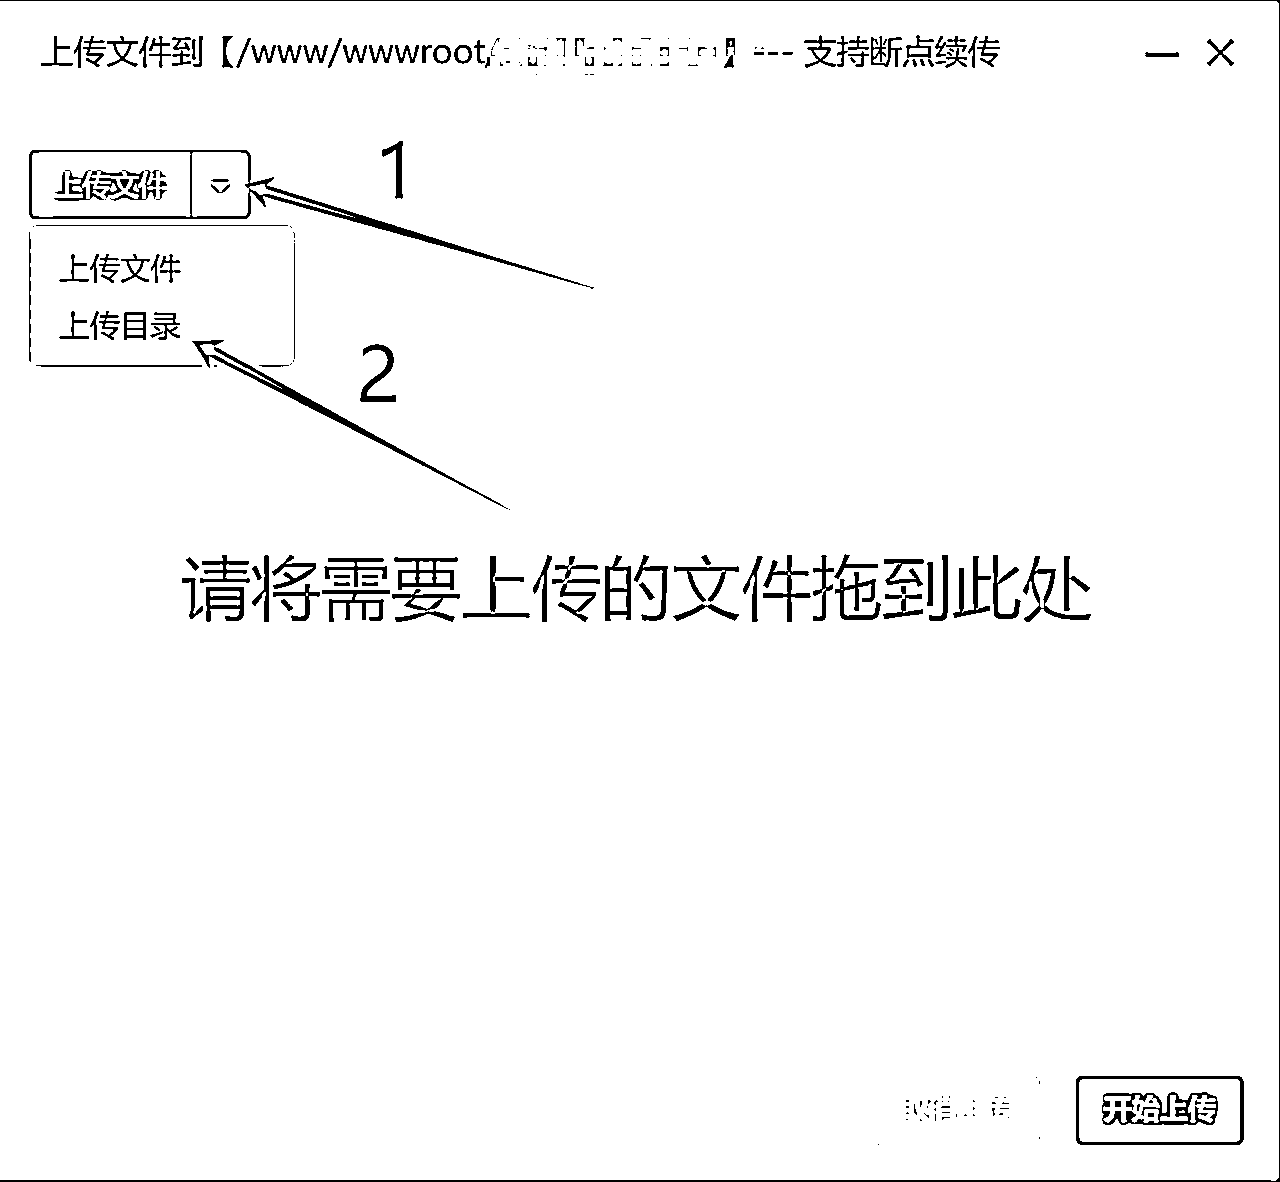 上传文件到【/www/wwwroot/】--- 支持断点续传
上传文件
1
上传文件
上传目录
2
请将需要上传的文件拖到此处
取消上传
开始上传